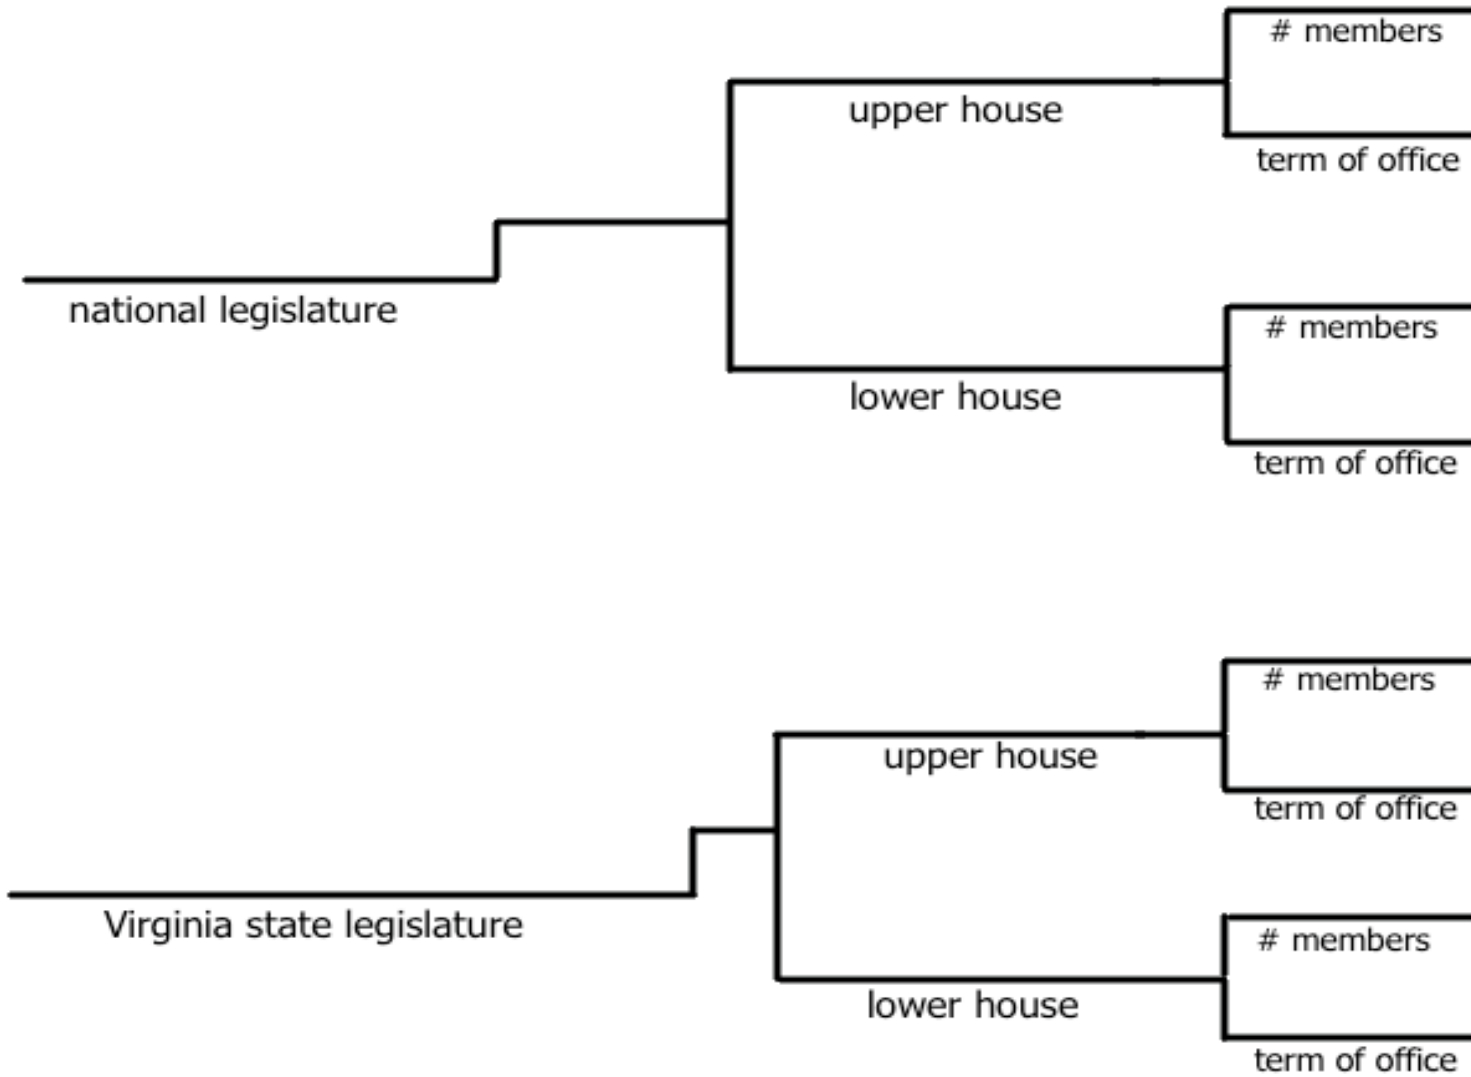 # members
upper house
term of office
national legislature
# members
lower house
term of office
# members
upper house
term of office
Virginia state legislature
# members
lower house
term of office